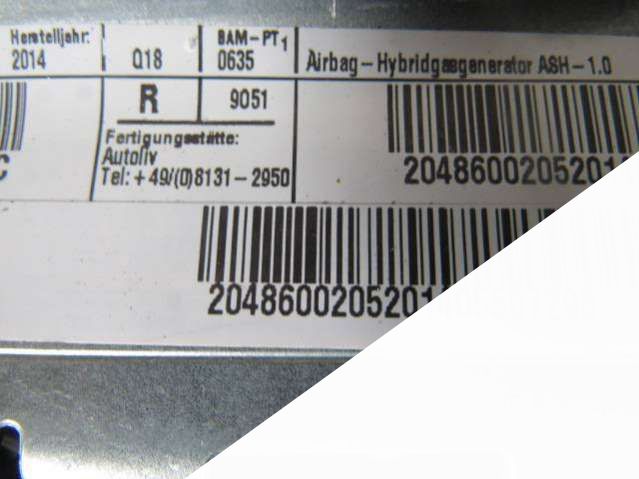 Herstelljahr: BAM-PT1
2014 Q18 0635 Airbag-Hybridgasgenerator ASH-1.0
R 9051
Fertigungsstätte:
Autoliv
Tel: +49/(0)8131-2950
C
2048600205201
2048600205201